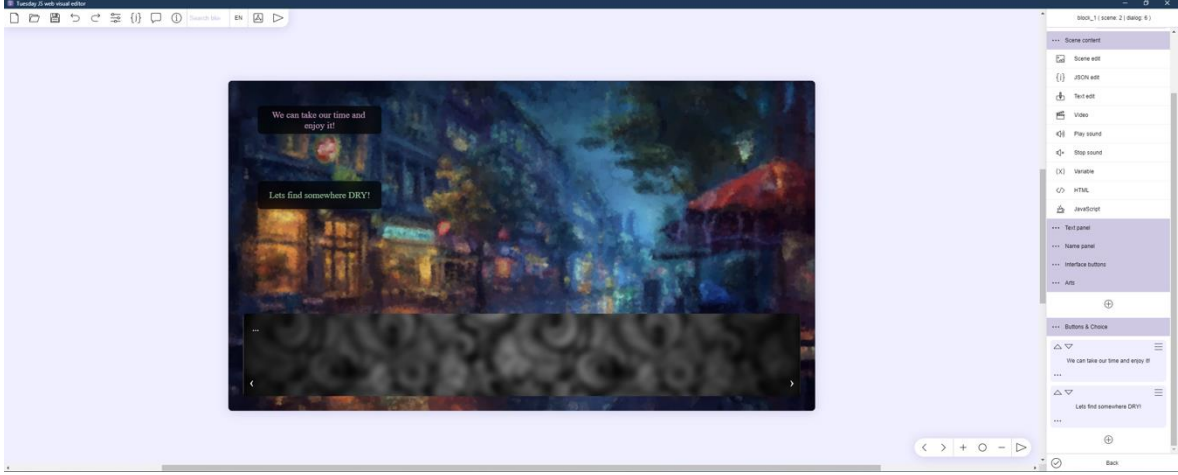 Tuesday JS web visual editor
EN
block_1 ( scene: 2 | dialog: 6 )
Scene content
Scene edit
{i} JSON edit
Text edit
Video
Play sound
Stop sound
(X) Variable
</> HTML
JavaScript
Text panel
Name panel
Interface buttons
Arts
Buttons & Choice
We can take our time and enjoy it!
Lets find somewhere DRY!
Back
We can take our time and
enjoy it!
Lets find somewhere DRY!
...